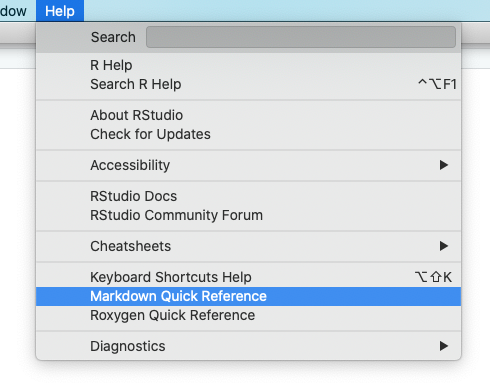 dow Help
Search
R Help
Search R Help ⌃⌥F1
About RStudio
Check for Updates
Accessibility ▶
RStudio Docs
RStudio Community Forum
Cheatsheets ▶
Keyboard Shortcuts Help ⌥⇧K
Markdown Quick Reference
Roxygen Quick Reference
Diagnostics ▶